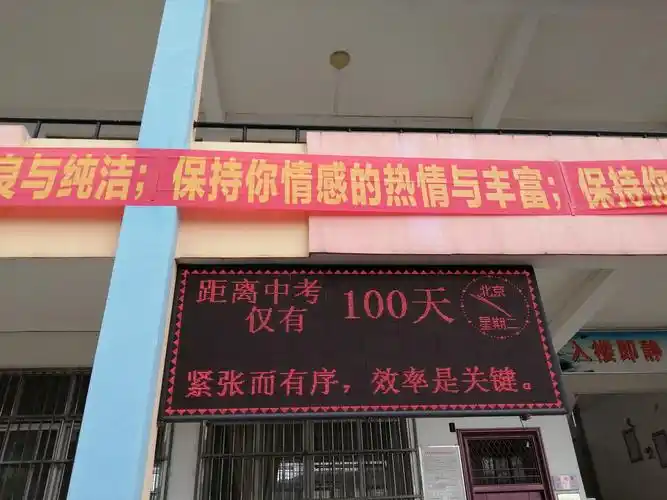 良与纯洁；保持你情感的热情与丰富；保持你
距离中考
仅有
100天
北京
星期二
紧张而有序，效率是关键。
入楼即静